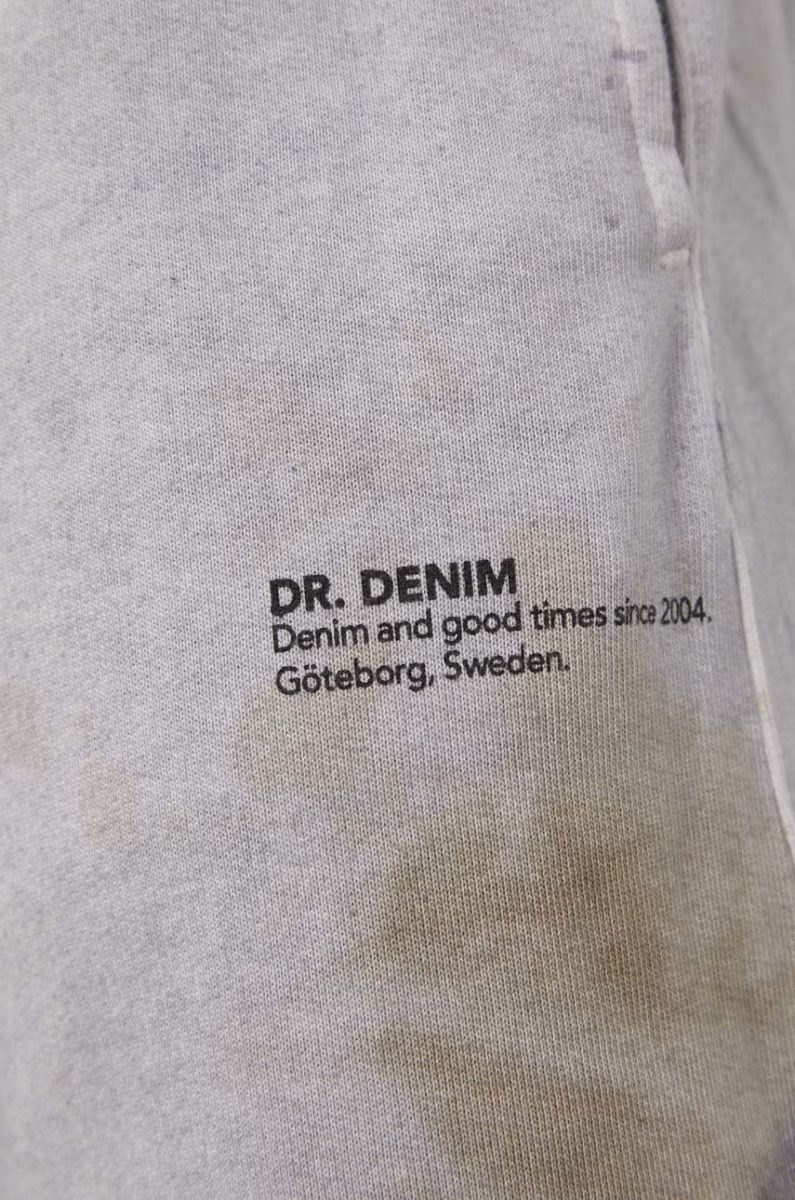 DR. DENIM
Denim and good times since 2004.
Göteborg, Sweden.